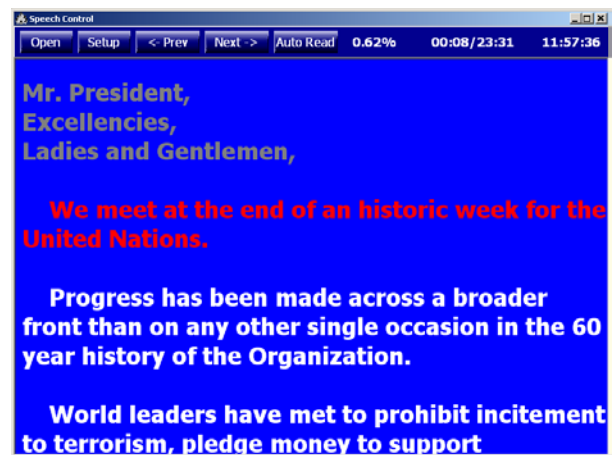 Speech Control
Open Setup <- Prev Next -> Auto Read 0.62% 00:08/23:31 11:57:36
Mr. President,
Excellencies,
Ladies and Gentlemen,
We meet at the end of an historic week for the
United Nations.
Progress has been made across a broader
front than on any other single occasion in the 60
year history of the Organization.
World leaders have met to prohibit incitement
to terrorism, pledge money to support